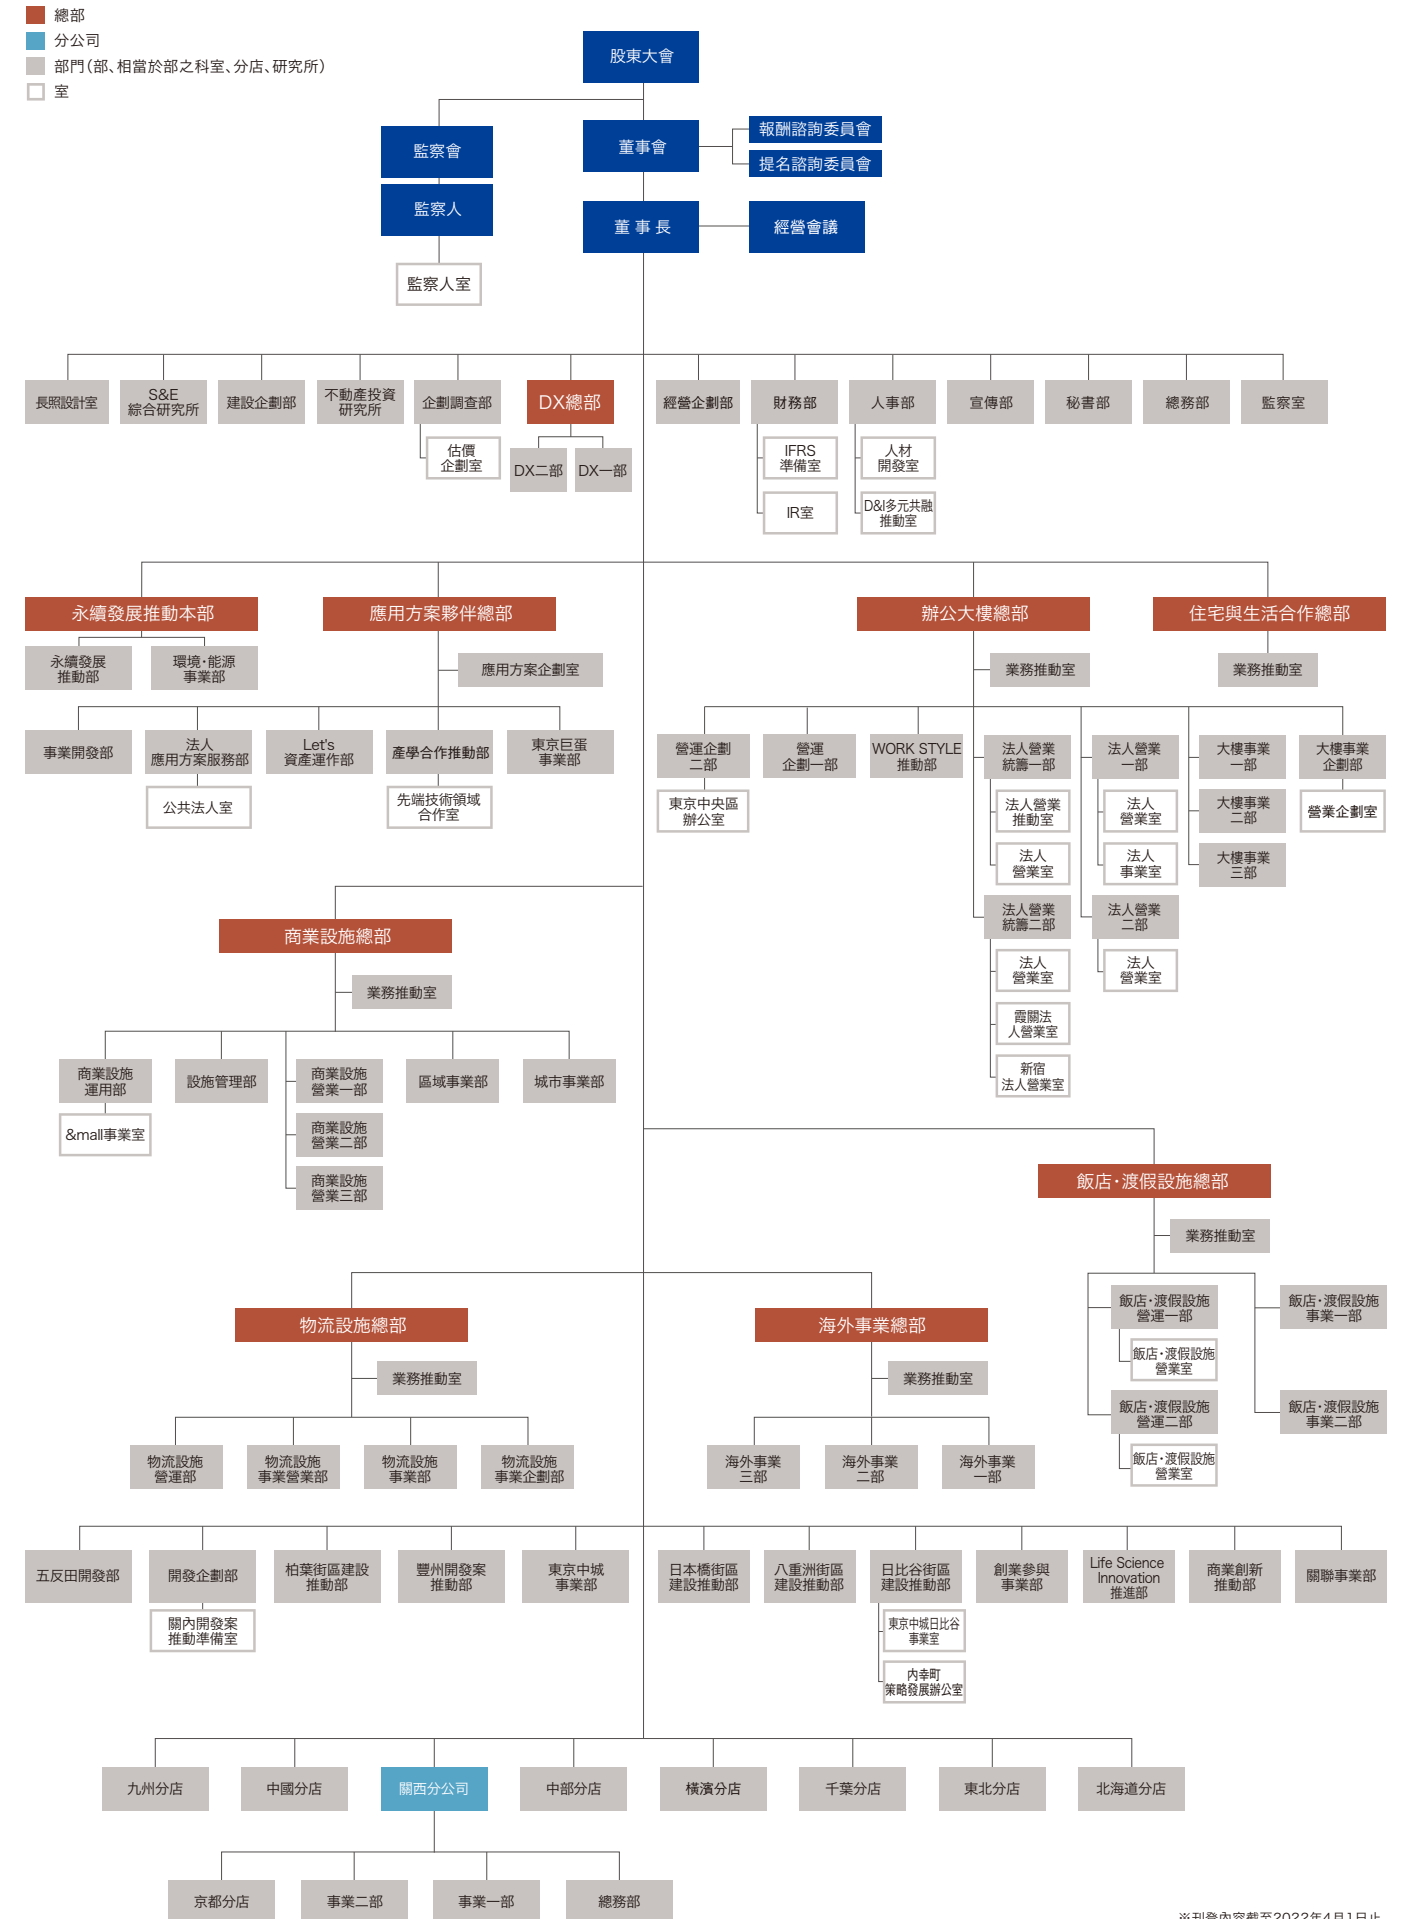 總部
分公司
部門（部、相當於部之科室、分店、研究所）
室
股東大會
監察會
董事會
報酬諮詢委員會
提名諮詢委員會
監察人
董事長
經營會議
監察人室
長照設計室
S&E
綜合研究所
建設企劃部
不動產投資
研究所
企劃調查部
DX總部
經營企劃部
財務部
人事部
宣傳部
秘書部
總務部
監察室
估價
企劃室
DX二部
DX一部
IFRS
準備室
IR室
人材
開發室
D&I多元共融
推動室
永續發展推動本部
應用方案夥伴總部
辦公大樓總部
住宅與生活合作總部
永續發展
推動部
環境･能源
事業部
應用方案企劃室
業務推動室
業務推動室
事業開發部
法人
應用方案服務部
Let's
資產運作部
產學合作推動部
東京巨蛋
事業部
公共法人室
先端技術領域
合作室
營運企劃
二部
營運
企劃一部
WORK STYLE
推動部
法人營業
統籌一部
法人營業
一部
大樓事業
一部
大樓事業
企劃部
東京中央區
辦公室
法人營業
推動室
法人
營業室
大樓事業
二部
營業企劃室
法人
營業室
法人
事業室
大樓事業
三部
法人營業
統籌二部
法人營業
二部
法人
營業室
法人
營業室
霞關法
人營業室
新宿
法人營業室
商業設施總部
業務推動室
商業設施
運用部
設施管理部
商業設施
營業一部
區域事業部
城市事業部
&mall事業室
商業設施
營業二部
商業設施
營業三部
飯店･渡假設施總部
業務推動室
飯店･渡假設施
營運一部
飯店･渡假設施
事業一部
飯店･渡假設施
營業室
飯店･渡假設施
營運二部
飯店･渡假設施
事業二部
飯店･渡假設施
營業室
物流設施總部
海外事業總部
業務推動室
業務推動室
物流設施
營運部
物流設施
事業營業部
物流設施
事業部
物流設施
事業企劃部
海外事業
三部
海外事業
二部
海外事業
一部
五反田開發部
開發企劃部
柏葉街區建設
推動部
豐州開發案
推動部
東京中城
事業部
日本橋街區
建設推動部
八重洲街區
建設推動部
日比谷街區
建設推動部
創業參與
事業部
Life Science
Innovation
推進部
商業創新
推動部
關聯事業部
關內開發案
推動準備室
東京中城日比谷
事業室
內幸町
策略發展辦公室
九州分店
中國分店
關西分公司
中部分店
橫濱分店
千葉分店
東北分店
北海道分店
京都分店
事業二部
事業一部
總務部
※刊登內容截至2022年4月1日止